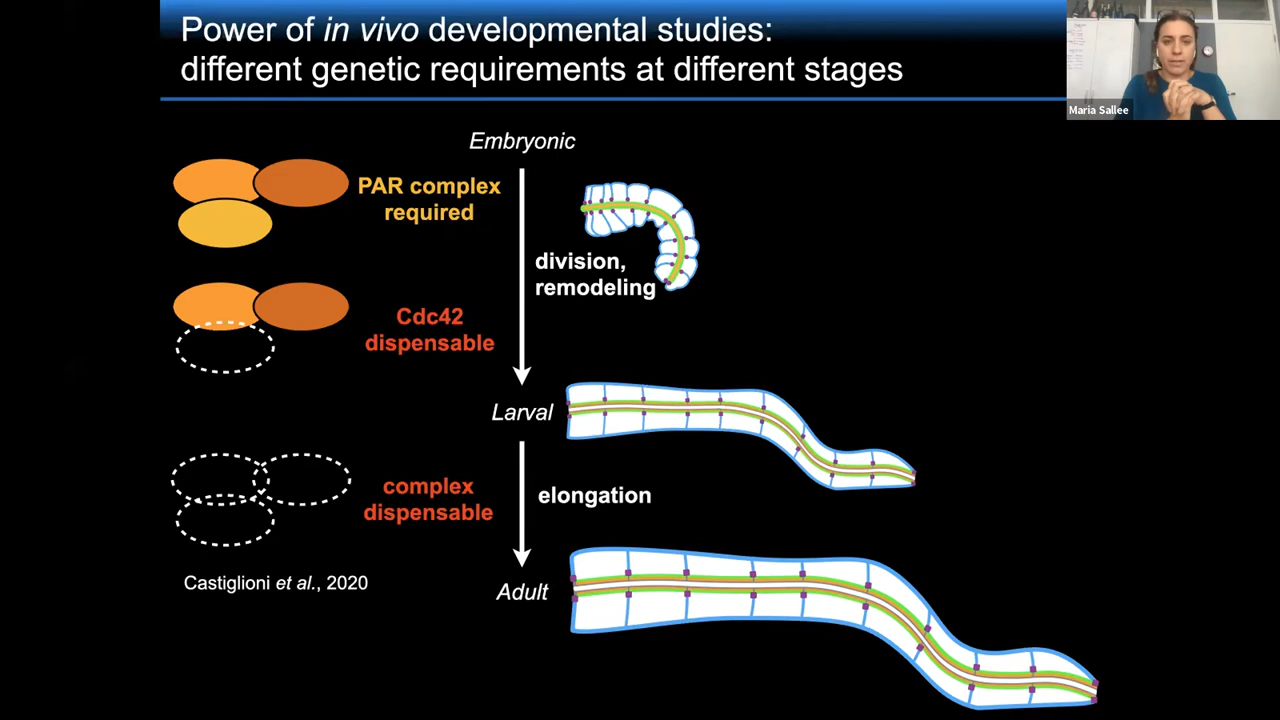 Power of in vivo developmental studies:
different genetic requirements at different stages
Maria Sallee
Embryonic
PAR complex
required
division,
remodeling
Cdc42
dispensable
Larval
complex
dispensable
elongation
Castiglioni et al., 2020
Adult